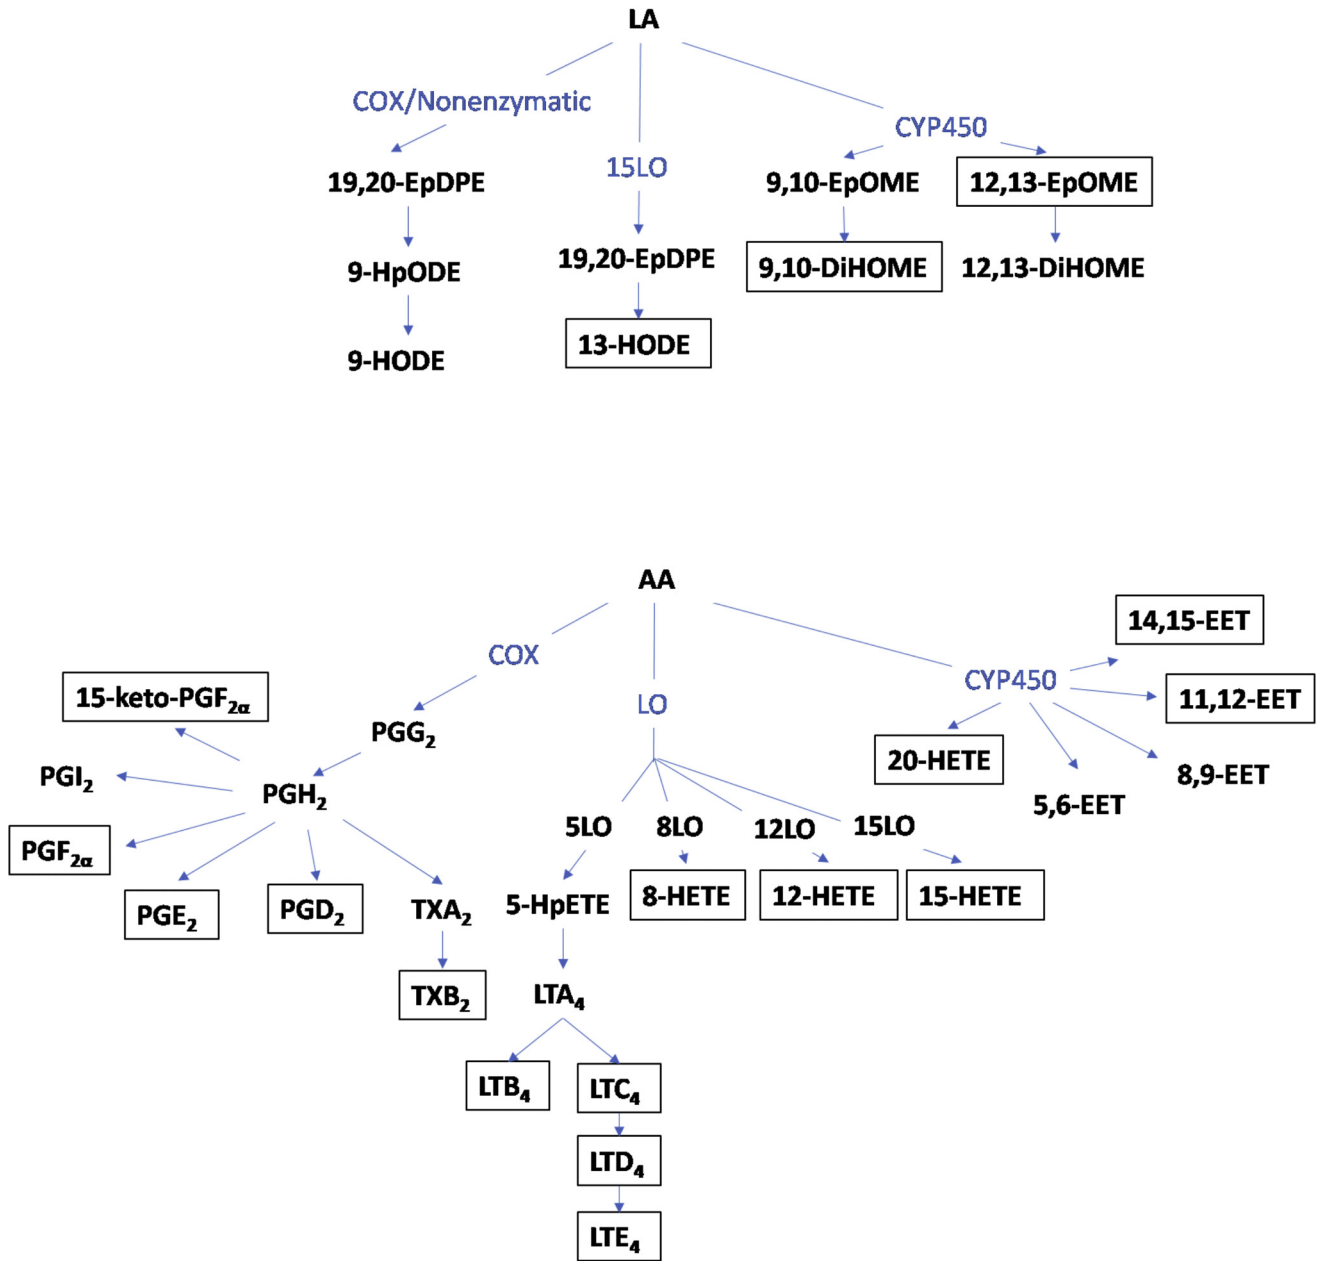 LA
COX/Nonenzymatic
CYP450
15LO
19,20-EpDPE
9,10-EpOME
12,13-EpOME
19,20-EpDPE
9-HpODE
9,10-DiHOME
12,13-DiHOME
13-HODE
9-HODE
AA
14,15-EET
COX
CYP450
15-keto-PGF2α
11,12-EET
LO
PGG2
20-HETE
PGI2
8,9-EET
PGH2
5,6-EET
5LO
8LO
12LO
15LO
PGF2α
PGE2
PGD2
TXA2
5-HpETE
8-HETE
12-HETE
15-HETE
TXB2
LTA4
LTB4
LTC4
LTD4
LTE4